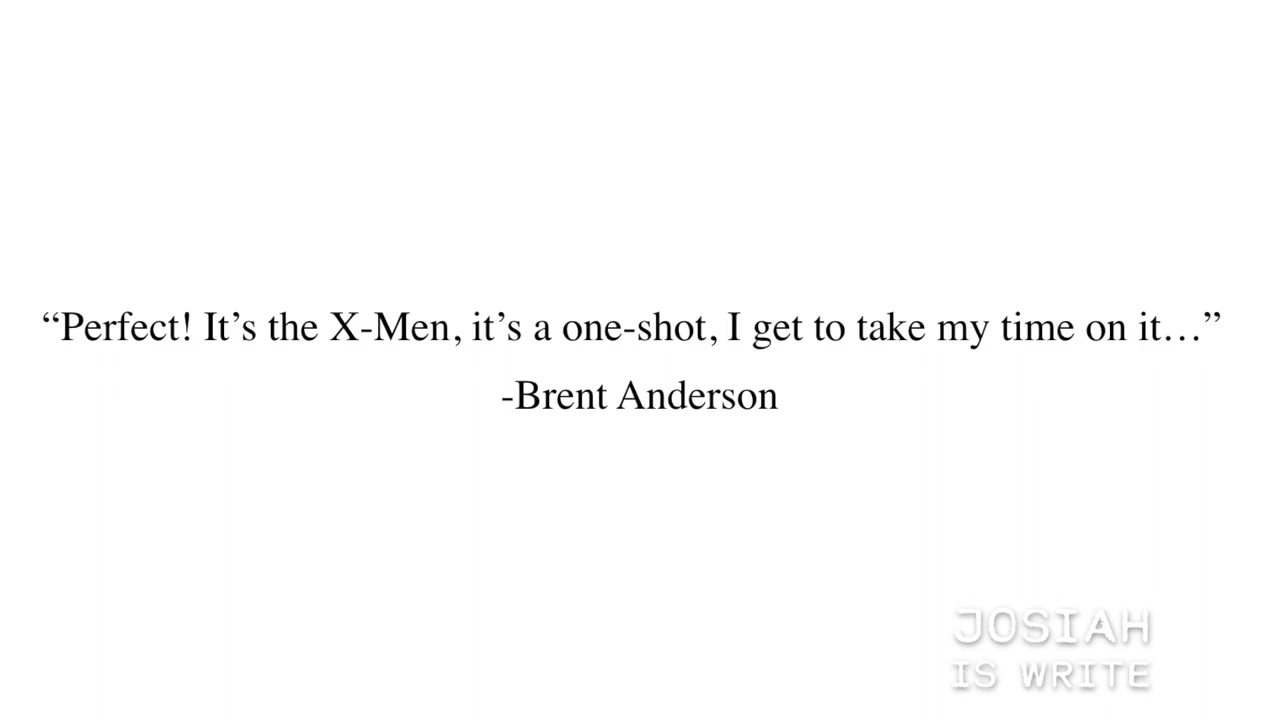 “Perfect! It’s the X-Men, it’s a one-shot, I get to take my time on it…”
-Brent Anderson
JOSIAH
IS WRITE